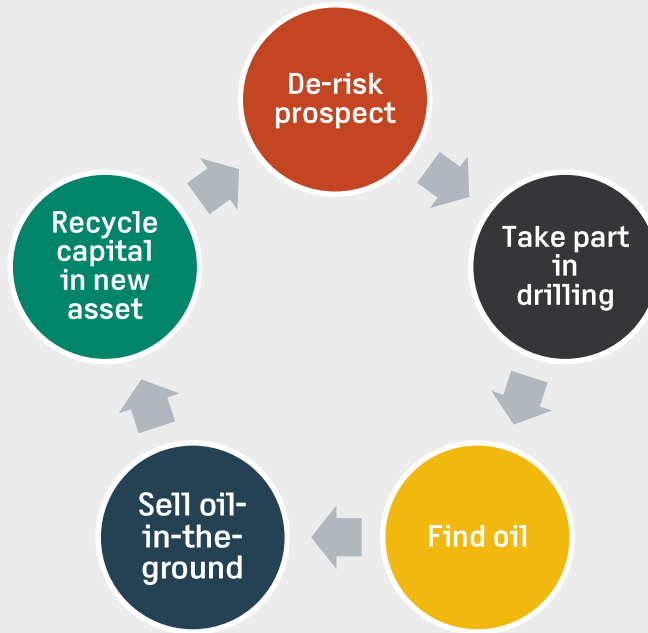 De-risk
prospect
Take part
in
drilling
Find oil
Sell oil-
in-the-
ground
Recycle
capital
in new
asset